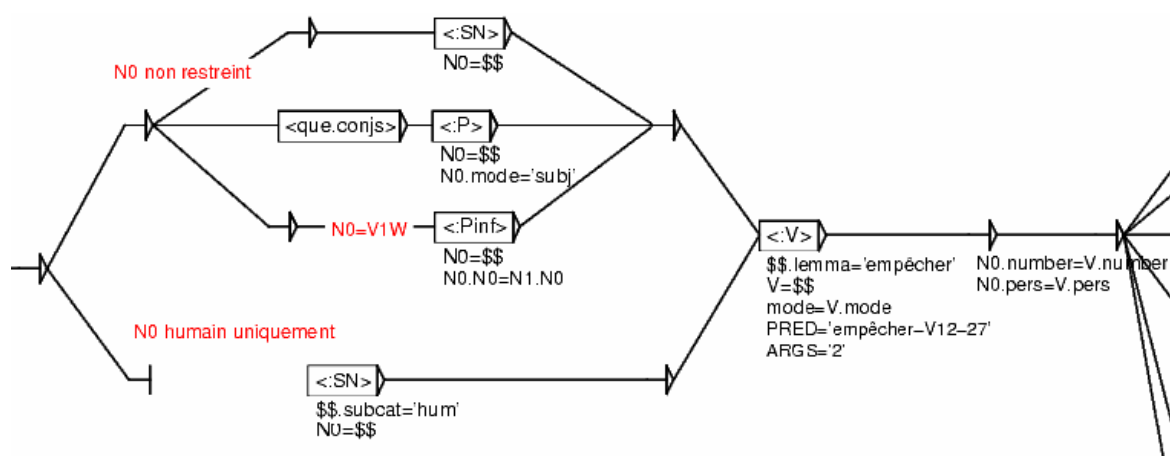 <:SN>
N0=$$
N0 non restreint
<que.conjs>
<:P>
N0=$$
N0.mode='subj'
N0=V1W
<:Pinf>
N0=$$
N0.N0=N1.N0
<:V>
$$.lemma='empêcher'
V=$$
mode=V.mode
PRED='empêcher-V12-27'
ARGS='2'
N0.number=V.number
N0.pers=V.pers
N0 humain uniquement
<:SN>
$$.subcat='hum'
N0=$$